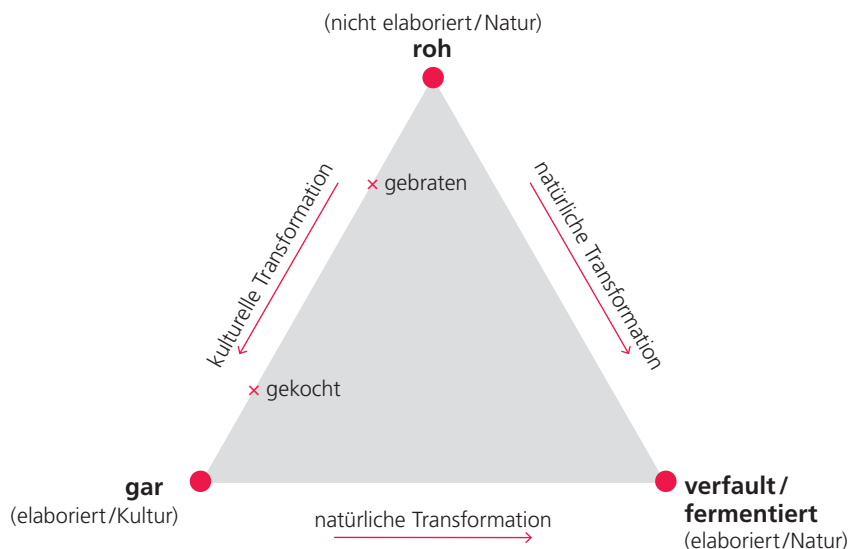 (nicht elaboriert/Natur)
roh
gebraten
kulturelle Transformation
natürliche Transformation
gekocht
gar
(elaboriert/Kultur)
natürliche Transformation
verfault/
fermentiert
(elaboriert/Natur)